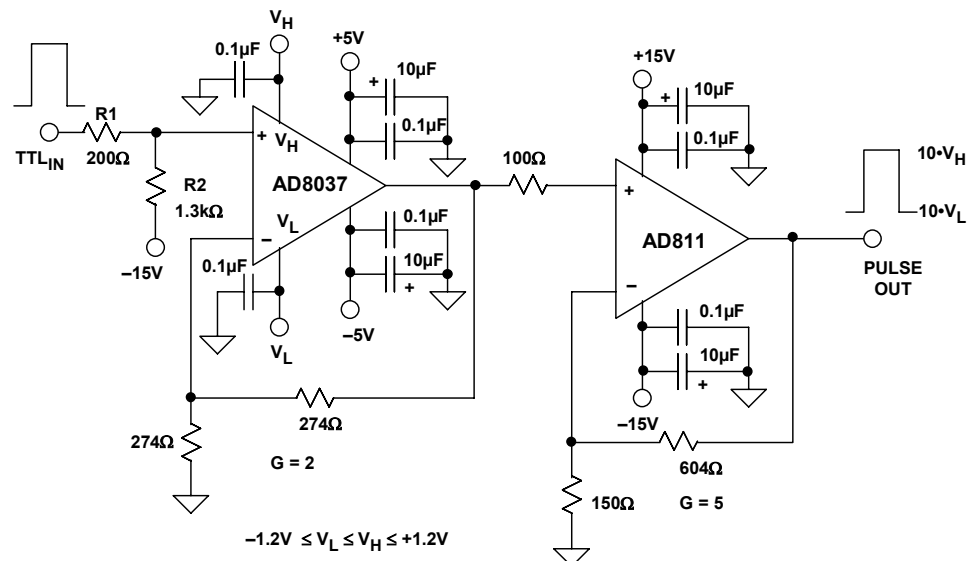 V_H
0.1µF
+5V
10µF
+
0.1µF
R1
200Ω
TTL_IN
R2
1.3kΩ
–15V
+
V_H
AD8037
V_L
–
0.1µF
V_L
0.1µF
10µF
+
–5V
274Ω
274Ω
G = 2
–1.2V ≤ V_L ≤ V_H ≤ +1.2V
100Ω
+15V
+
10µF
0.1µF
+
AD811
–
0.1µF
10µF
+
–15V
604Ω
150Ω
G = 5
10•V_H
10•V_L
PULSE
OUT